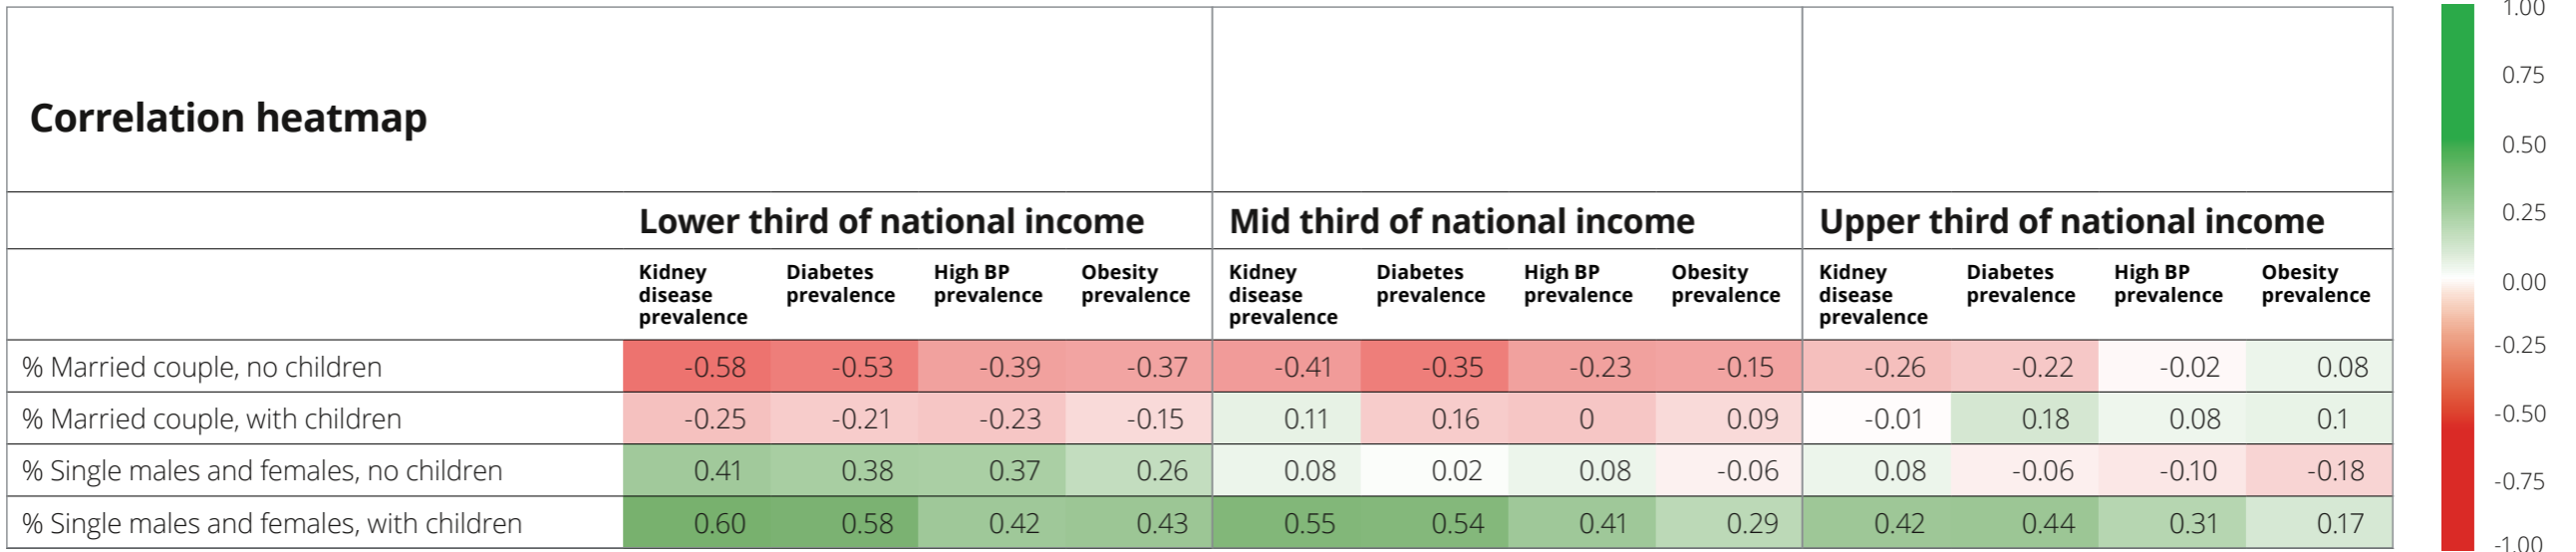 1.00
Correlation heatmap
0.75
0.50
Lower third of national income Mid third of national income Upper third of national income
0.25
Kidney disease prevalence Diabetes prevalence High BP prevalence Obesity prevalence Kidney disease prevalence Diabetes prevalence High BP prevalence Obesity prevalence Kidney disease prevalence Diabetes prevalence High BP prevalence Obesity prevalence
0.00
% Married couple, no children -0.58 -0.53 -0.39 -0.37 -0.41 -0.35 -0.23 -0.15 -0.26 -0.22 -0.02 0.08
-0.25
% Married couple, with children -0.25 -0.21 -0.23 -0.15 0.11 0.16 0 0.09 -0.01 0.18 0.08 0.1
-0.50
% Single males and females, no children 0.41 0.38 0.37 0.26 0.08 0.02 0.08 -0.06 0.08 -0.06 -0.10 -0.18
-0.75
% Single males and females, with children 0.60 0.58 0.42 0.43 0.55 0.54 0.41 0.29 0.42 0.44 0.31 0.17
-1.00